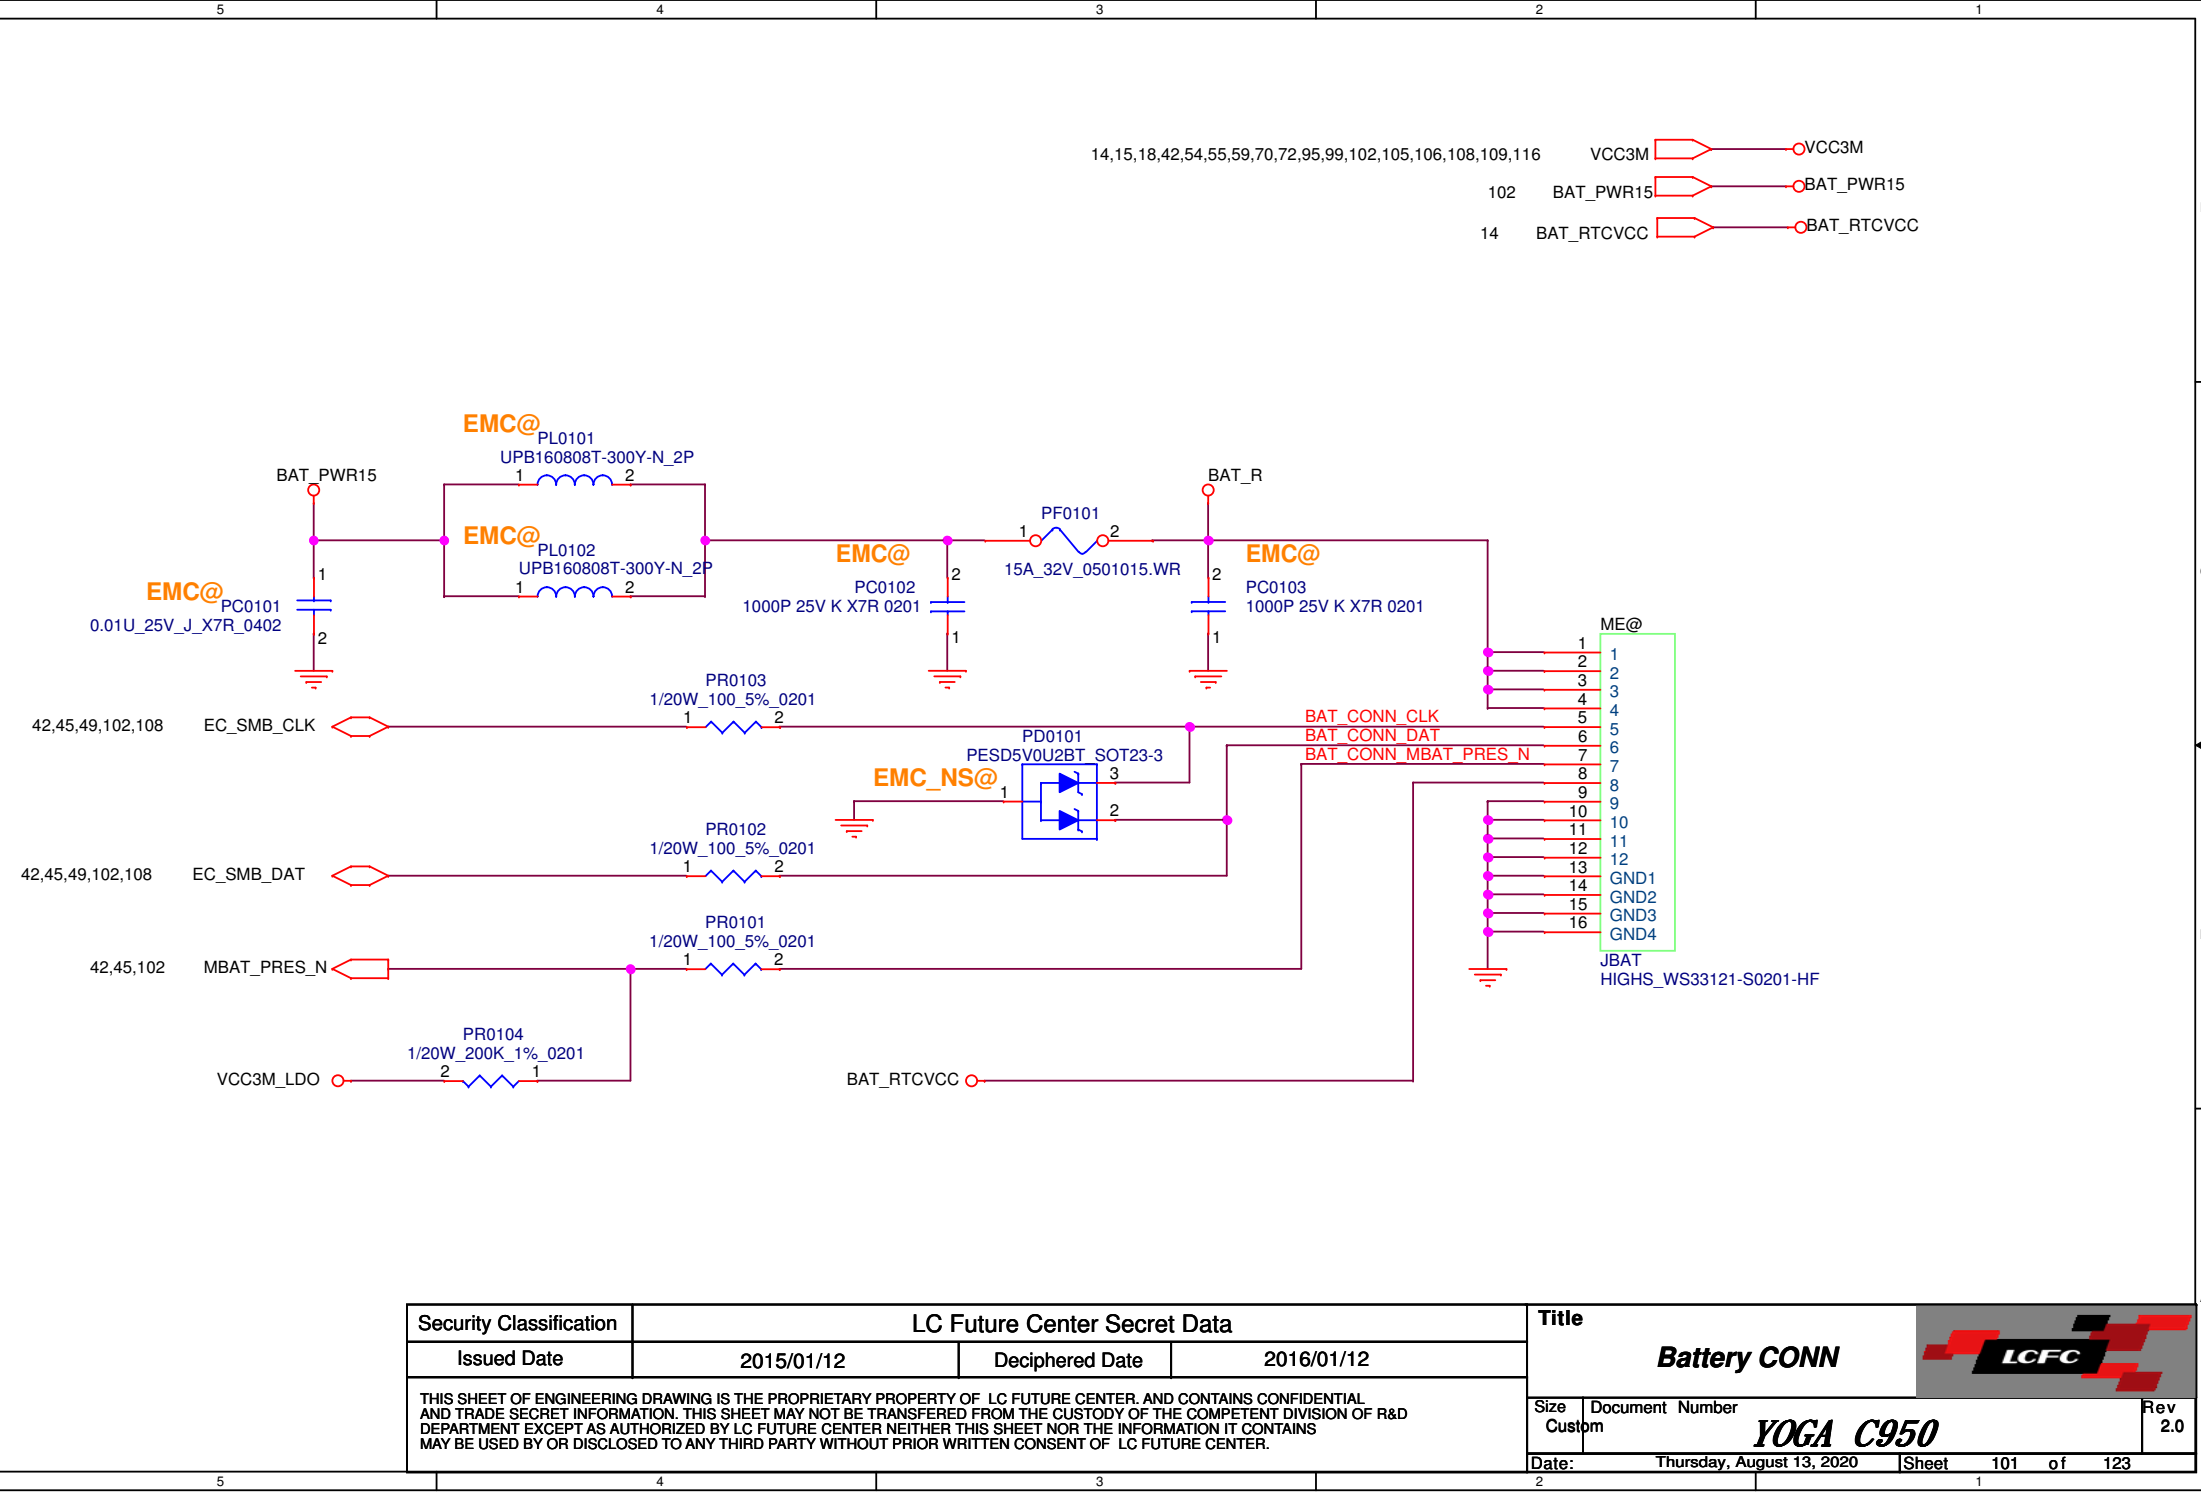 5 4 3 2 1
14,15,18,42,54,55,59,70,72,95,99,102,105,106,108,109,116 VCC3M VCC3M
102 BAT_PWR15 BAT_PWR15
14 BAT_RTCVCC BAT_RTCVCC
EMC@
PL0101
UPB160808T-300Y-N_2P
1 2
BAT_PWR15
BAT_R
EMC@
PL0102
UPB160808T-300Y-N_2P
1 2
PF0101
1 2
15A_32V_0501015.WR
EMC@
PC0101
0.01U_25V_J_X7R_0402
1
2
EMC@
PC0102
1000P 25V K X7R 0201
2
1
EMC@
PC0103
1000P 25V K X7R 0201
2
1
ME@
1 1
2 2
3 3
4 4
5 5
6 6
7 7
8 8
9 9
10 10
11 11
12 12
13 GND1
14 GND2
15 GND3
16 GND4
JBAT
HIGHS_WS33121-S0201-HF
PR0103
1/20W_100_5%_0201
42,45,49,102,108 EC_SMB_CLK 1 2
BAT_CONN_CLK
BAT_CONN_DAT
BAT_CONN_MBAT_PRES_N
PD0101
PESD5V0U2BT_SOT23-3
EMC_NS@
1 3
2
PR0102
1/20W_100_5%_0201
42,45,49,102,108 EC_SMB_DAT 1 2
PR0101
1/20W_100_5%_0201
42,45,102 MBAT_PRES_N 1 2
PR0104
1/20W_200K_1%_0201
VCC3M_LDO 2 1
BAT_RTCVCC
Security Classification LC Future Center Secret Data
Issued Date 2015/01/12 Deciphered Date 2016/01/12
THIS SHEET OF ENGINEERING DRAWING IS THE PROPRIETARY PROPERTY OF LC FUTURE CENTER. AND CONTAINS CONFIDENTIAL
AND TRADE SECRET INFORMATION. THIS SHEET MAY NOT BE TRANSFERED FROM THE CUSTODY OF THE COMPETENT DIVISION OF R&D
DEPARTMENT EXCEPT AS AUTHORIZED BY LC FUTURE CENTER NEITHER THIS SHEET NOR THE INFORMATION IT CONTAINS
MAY BE USED BY OR DISCLOSED TO ANY THIRD PARTY WITHOUT PRIOR WRITTEN CONSENT OF LC FUTURE CENTER.
Title
Battery CONN
LCFC
Size Document Number Rev
Custom YOGA C950 2.0
Date: Thursday, August 13, 2020 Sheet 101 of 123
5 4 3 2 1